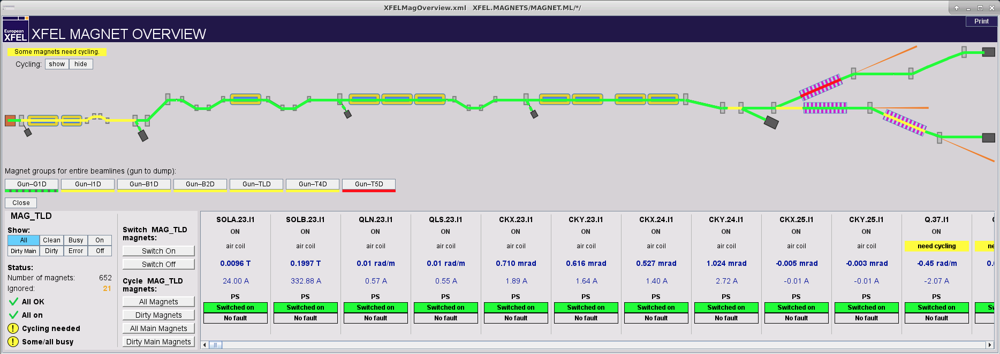 XFELMagOverview.xml   XFEL.MAGNETS/MAGNET.ML/*/
European
XFEL
XFEL MAGNET OVERVIEW
Print
Some magnets need cycling.
Cycling: show hide
Magnet groups for entire beamlines (gun to dump):
Gun–G1D Gun–I1D Gun–B1D Gun–B2D Gun–TLD Gun–T4D Gun–T5D
Close
MAG_TLD
Show:
All Clean Busy On
Dirty Main Dirty Error Off
Status:
Number of magnets: 652
Ignored: 21
All OK
All on
Cycling needed
Some/all busy
Switch MAG_TLD
magnets:
Switch On
Switch Off
Cycle MAG_TLD
magnets:
All Magnets
Dirty Magnets
All Main Magnets
Dirty Main Magnets
SOLA.23.I1 SOLB.23.I1 QLN.23.I1 QLS.23.I1 CKX.23.I1 CKY.23.I1 CKX.24.I1 CKY.24.I1 CKX.25.I1 CKY.25.I1 Q.37.I1
ON ON ON ON ON ON ON ON ON ON ON
air coil air coil air coil air coil air coil air coil air coil air coil air coil air coil need cycling ne
0.0096 T 0.1997 T 0.01 rad/m 0.01 rad/m 0.710 mrad 0.616 mrad 0.527 mrad 1.024 mrad -0.005 mrad -0.003 mrad -0.45 rad/m 0.
24.00 A 332.88 A 0.57 A 0.55 A 1.89 A 1.64 A 1.40 A 2.72 A -0.01 A -0.01 A -2.07 A
PS PS PS PS PS PS PS PS PS PS PS
Switched on Switched on Switched on Switched on Switched on Switched on Switched on Switched on Switched on Switched on Switched on S
No fault No fault No fault No fault No fault No fault No fault No fault No fault No fault No fault